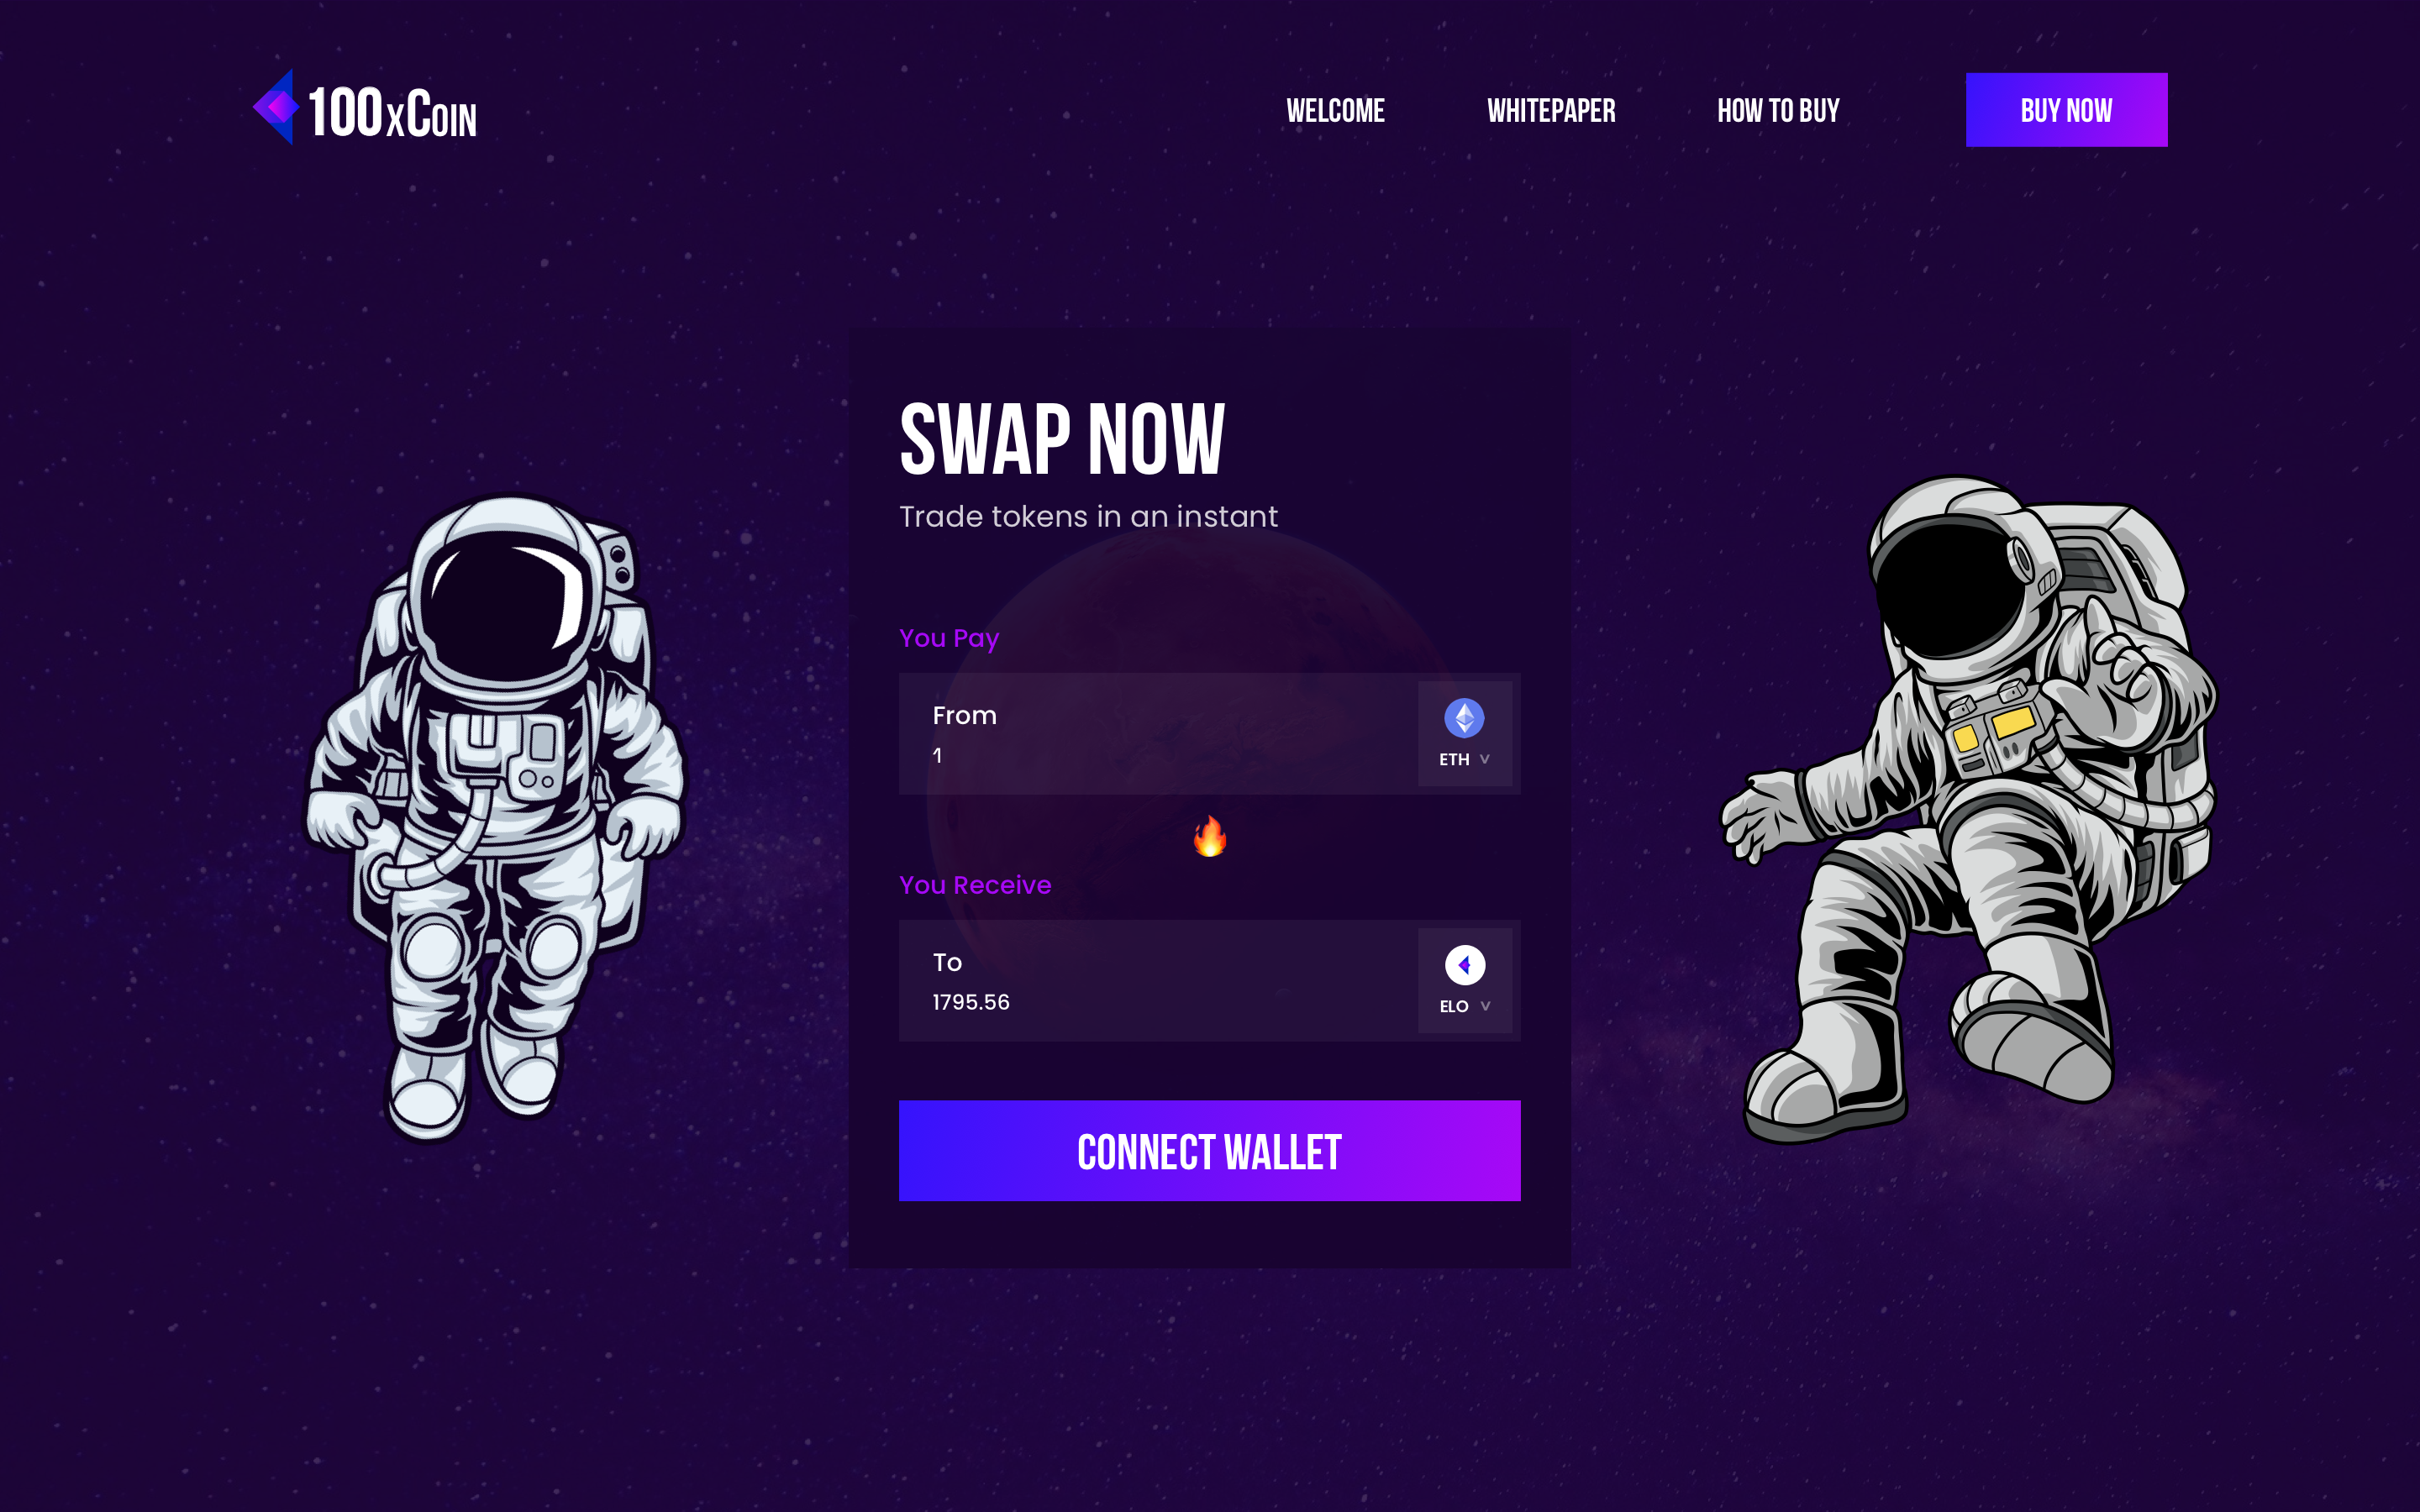 100xCoin
WELCOME
WHITEPAPER
HOW TO BUY
BUY NOW
SWAP NOW
Trade tokens in an instant
You Pay
From
1
ETH
You Receive
To
1795.56
ELO
CONNECT WALLET